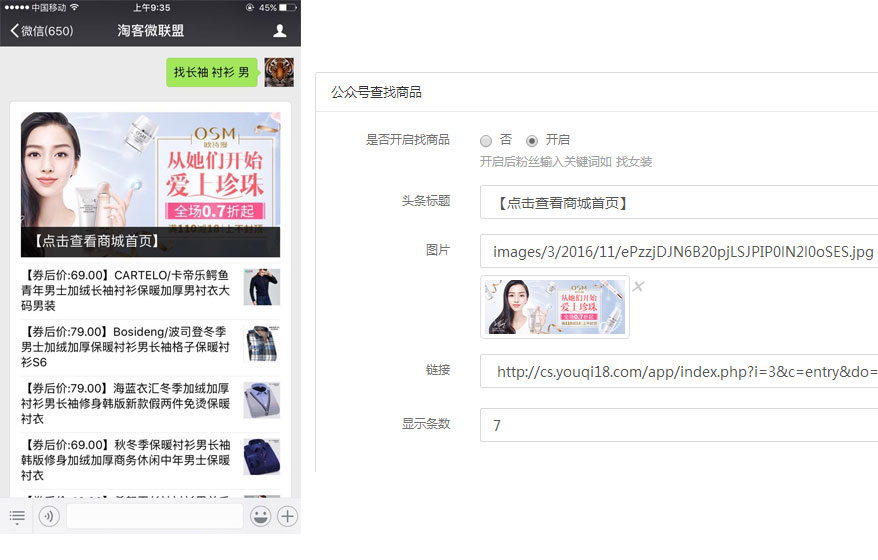 中国移动
上午9:35
45%
微信(650)
淘客微联盟
找长袖 衬衫 男
OSM
欧诗漫
从她们开始
爱上珍珠
全场0.7折起
【点击查看商城首页】
【券后价:69.00】CARTELO/卡帝乐鳄鱼
青年男士加绒长袖衬衫保暖加厚男衬衣大
码男装
【券后价:79.00】Bosideng/波司登冬季
男士加绒加厚保暖衬衫男长袖格子保暖衬
衫S6
【券后价:79.00】海蓝衣汇冬季加绒加厚
衬衫男长袖修身韩版新款假两件免烫保暖
衬衣
【券后价:69.00】秋冬季保暖衬衫男长袖
韩版修身加绒加厚商务休闲中年男士保暖
衬衣
公众号查找商品
是否开启找商品
否
开启
开启后粉丝输入关键词如 找女装
头条标题
【点击查看商城首页】
图片
images/3/2016/11/ePzzjDJN6B20pjLSJPIP0lN2l0oSES.jpg
从她们开始
爱上珍珠
链接
http://cs.youqi18.com/app/index.php?i=3&c=entry&do=
显示条数
7